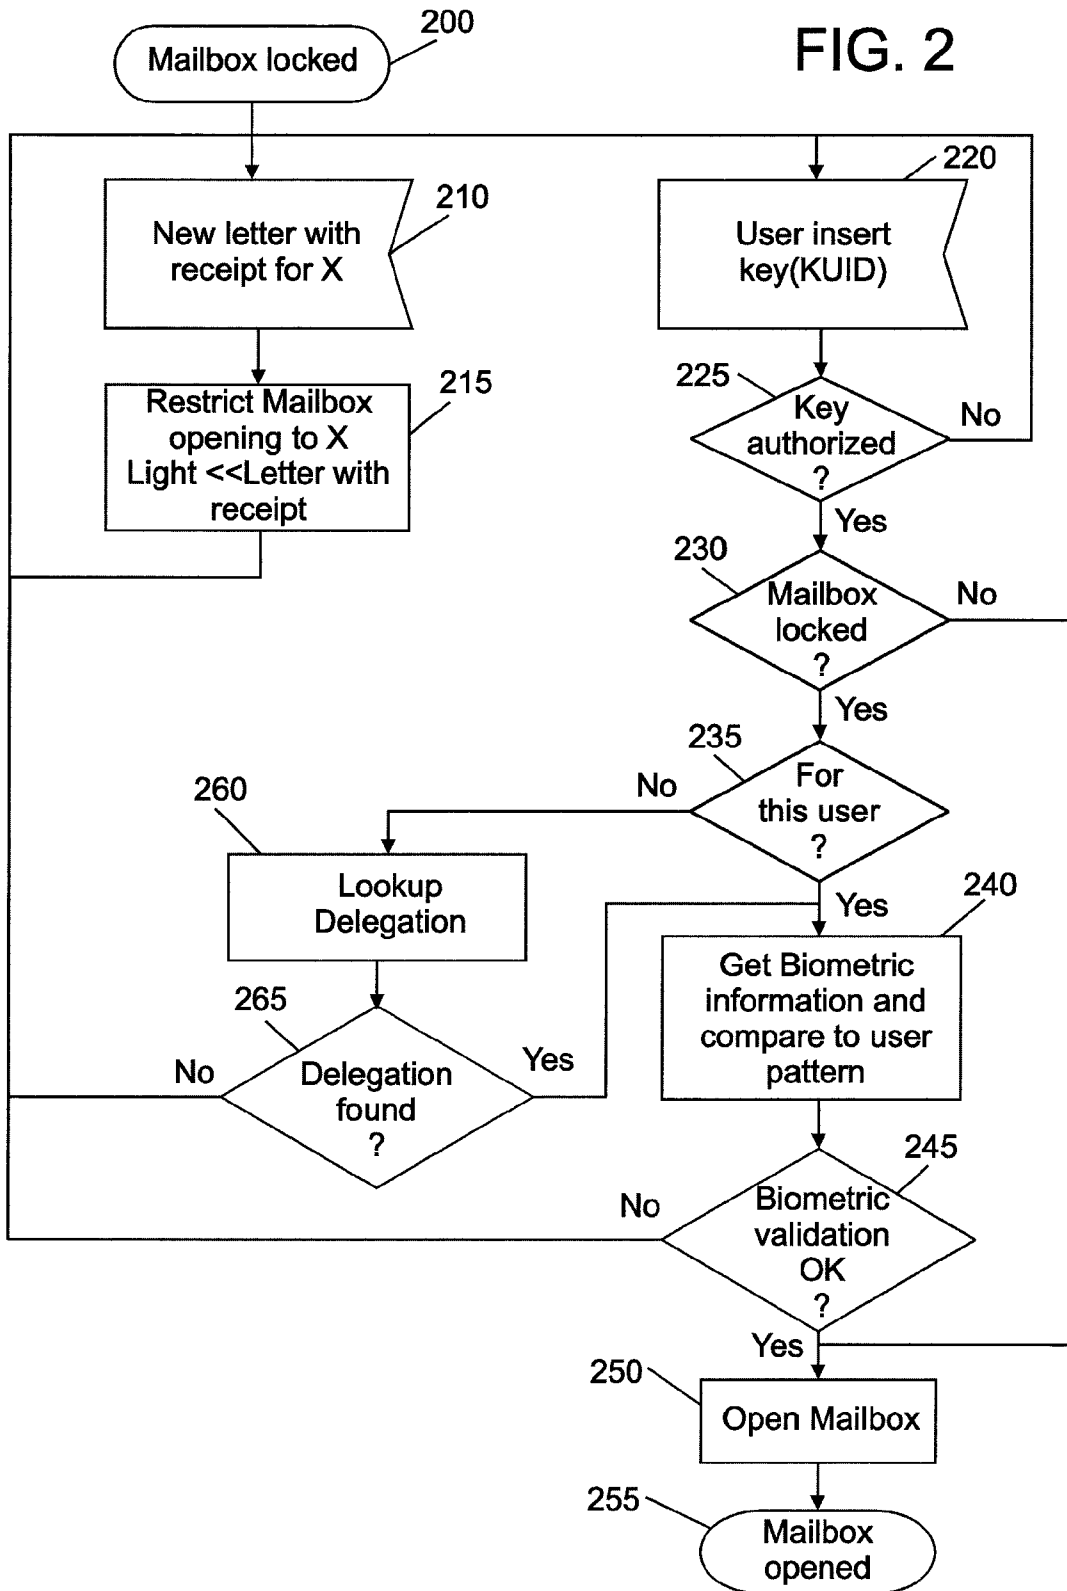 200
FIG. 2
Mailbox locked
210
New letter with
receipt for X
220
User insert
key(KUID)
215
Restrict Mailbox
opening to X
Light <<Letter with
receipt
225
Key
authorized
?
No
Yes
230
Mailbox
locked
?
No
Yes
235
For
this user
?
No
Yes
260
Lookup
Delegation
240
Get Biometric
information and
compare to user
pattern
265
Delegation
found
?
No
Yes
245
Biometric
validation
OK
?
No
Yes
250
Open Mailbox
255
Mailbox
opened